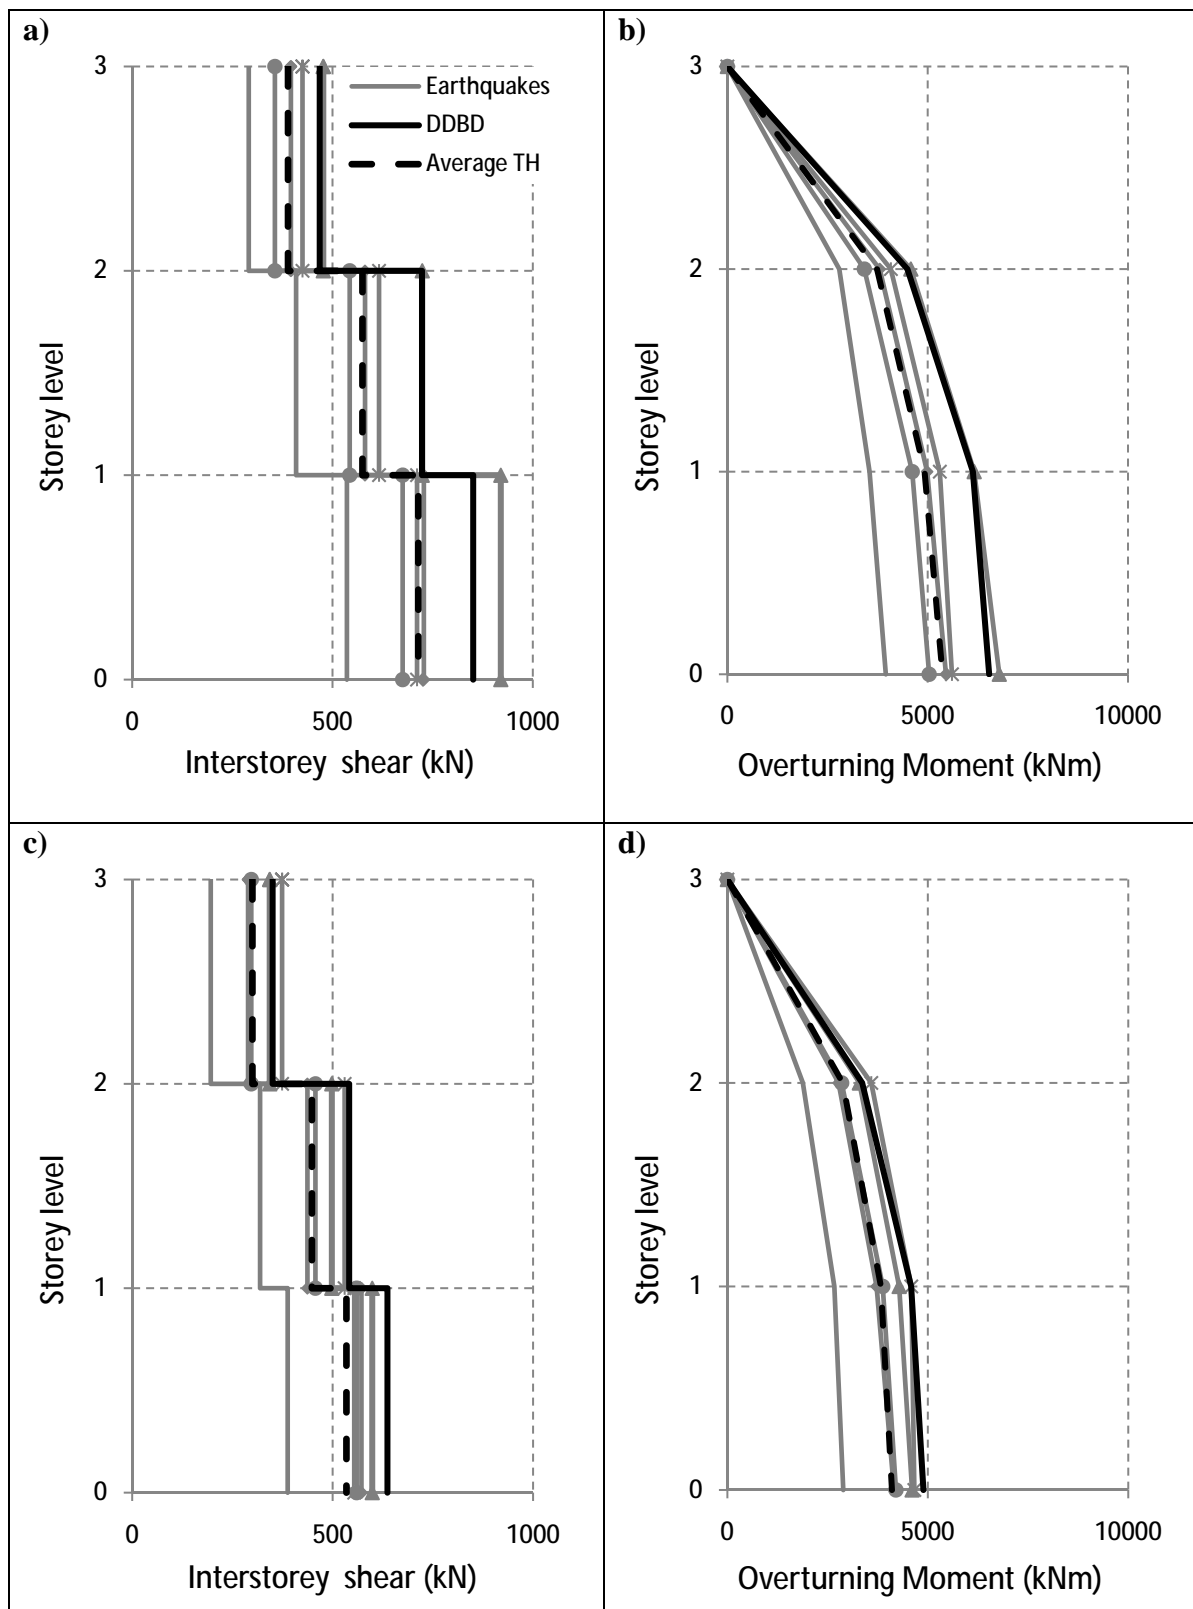 a)
3
2
1
0
Storey level
Earthquakes
DDBD
Average TH
0 500 1000
Interstorey shear (kN)
b)
3
2
1
0
Storey level
0 5000 10000
Overturning Moment (kNm)
c)
3
2
1
0
Storey level
0 500 1000
Interstorey shear (kN)
d)
3
2
1
0
Storey level
0 5000 10000
Overturning Moment (kNm)